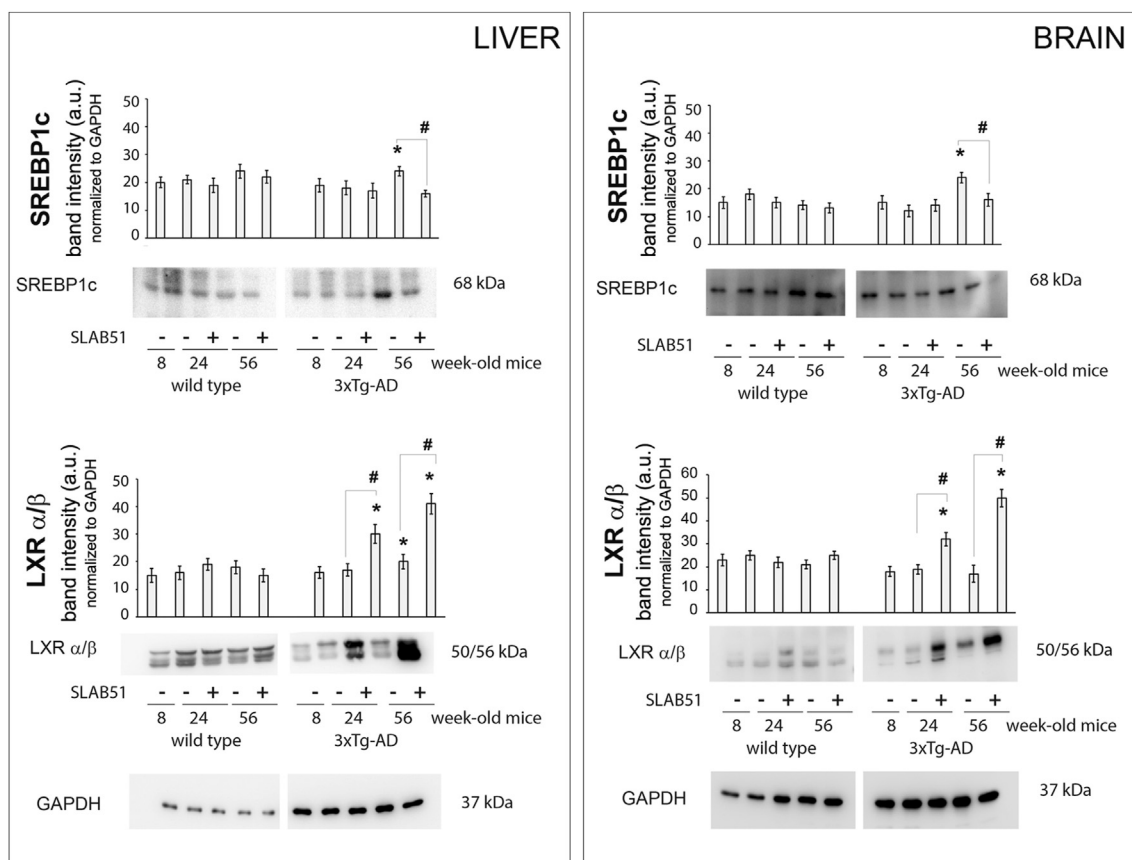 LIVER
SREBP1c
band intensity (a.u.)
normalized to GAPDH
50
40
30
20
10
0
*
#
SREBP1c
68 kDa
SLAB51
- - + - + - - + - +
8 24 56 8 24 56 week-old mice
wild type 3xTg-AD
LXR α/β
band intensity (a.u.)
normalized to GAPDH
50
40
30
20
10
0
#
*
*
#
*
LXR α/β
50/56 kDa
SLAB51
- - + - + - - + - +
8 24 56 8 24 56 week-old mice
wild type 3xTg-AD
GAPDH
37 kDa
BRAIN
SREBP1c
band intensity (a.u.)
normalized to GAPDH
50
40
30
20
10
0
*
#
SREBP1c
68 kDa
SLAB51
- - + - + - - + - +
8 24 56 8 24 56 week-old mice
wild type 3xTg-AD
LXR α/β
band intensity (a.u.)
normalized to GAPDH
60
50
40
30
20
10
0
#
*
#
*
LXR α/β
50/56 kDa
SLAB51
- - + - + - - + - +
8 24 56 8 24 56 week-old mice
wild type 3xTg-AD
GAPDH
37 kDa